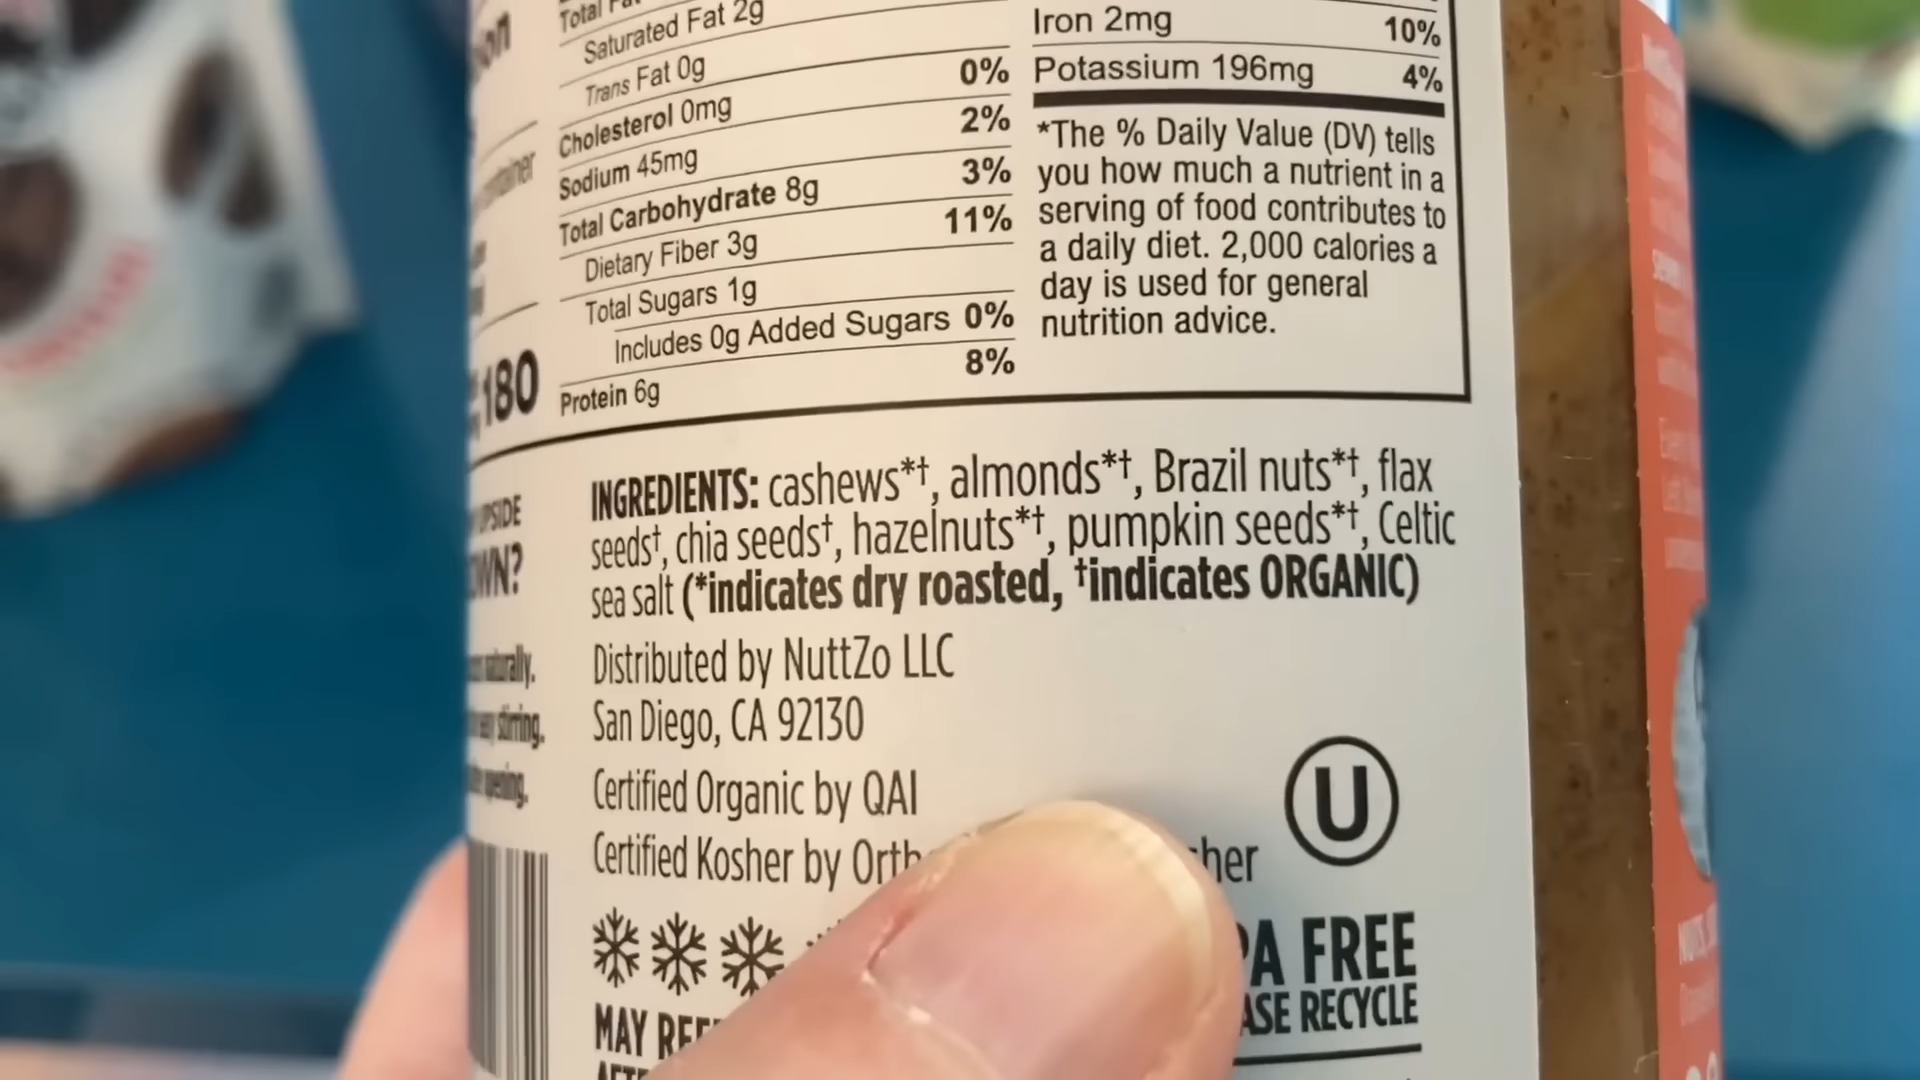 Total
Saturated Fat 2g
Trans Fat 0g
Cholesterol 0mg 0%
Sodium 45mg 2%
Total Carbohydrate 8g 3%
Dietary Fiber 3g 11%
Total Sugars 1g
Includes 0g Added Sugars 0%
Protein 6g 8%
Iron 2mg 10%
Potassium 196mg 4%
*The % Daily Value (DV) tells
you how much a nutrient in a
serving of food contributes to
a daily diet. 2,000 calories a
day is used for general
nutrition advice.
180
INGREDIENTS: cashews*†, almonds*†, Brazil nuts*†, flax
seeds†, chia seeds†, hazelnuts*†, pumpkin seeds*†, Celtic
sea salt (*indicates dry roasted, †indicates ORGANIC)
Distributed by NuttZo LLC
San Diego, CA 92130
Certified Organic by QAI
Certified Kosher by Orth
U
FREE
RECYCLE
MAY